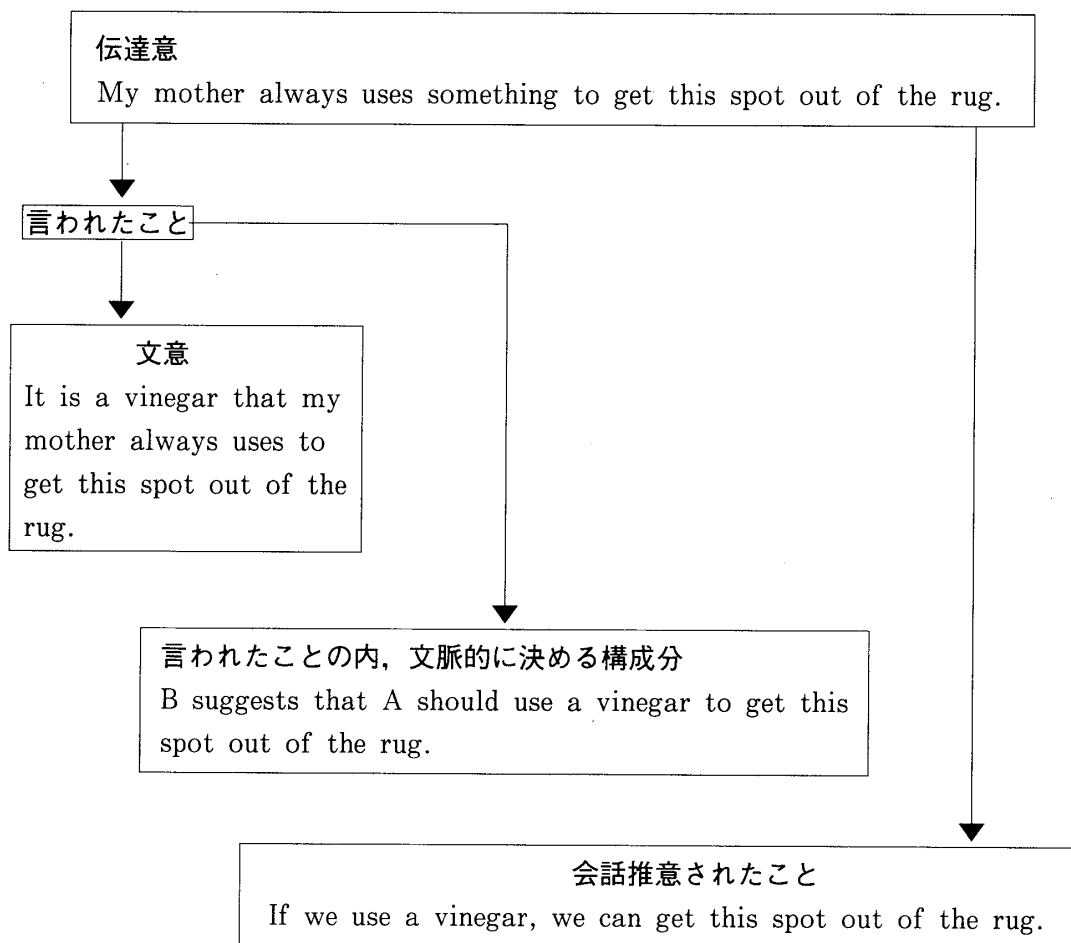 伝達意
My mother always uses something to get this spot out of the rug.
言われたこと
文意
It is a vinegar that my
mother always uses to
get this spot out of the
rug.
言われたことの内，文脈的に決める構成分
B suggests that A should use a vinegar to get this
spot out of the rug.
会話推意されたこと
If we use a vinegar, we can get this spot out of the rug.